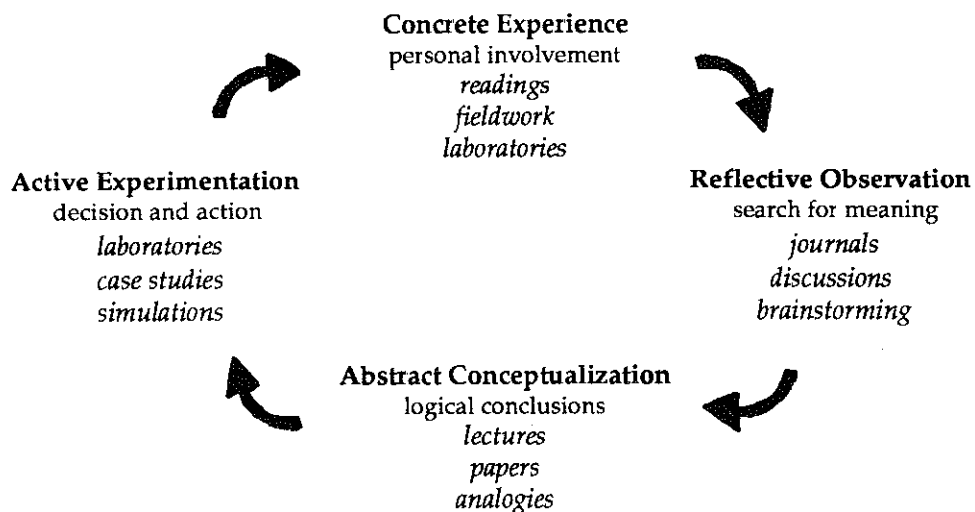 Concrete Experience
personal involvement
readings
fieldwork
laboratories
Active Experimentation
decision and action
laboratories
case studies
simulations
Reflective Observation
search for meaning
journals
discussions
brainstorming
Abstract Conceptualization
logical conclusions
lectures
papers
analogies